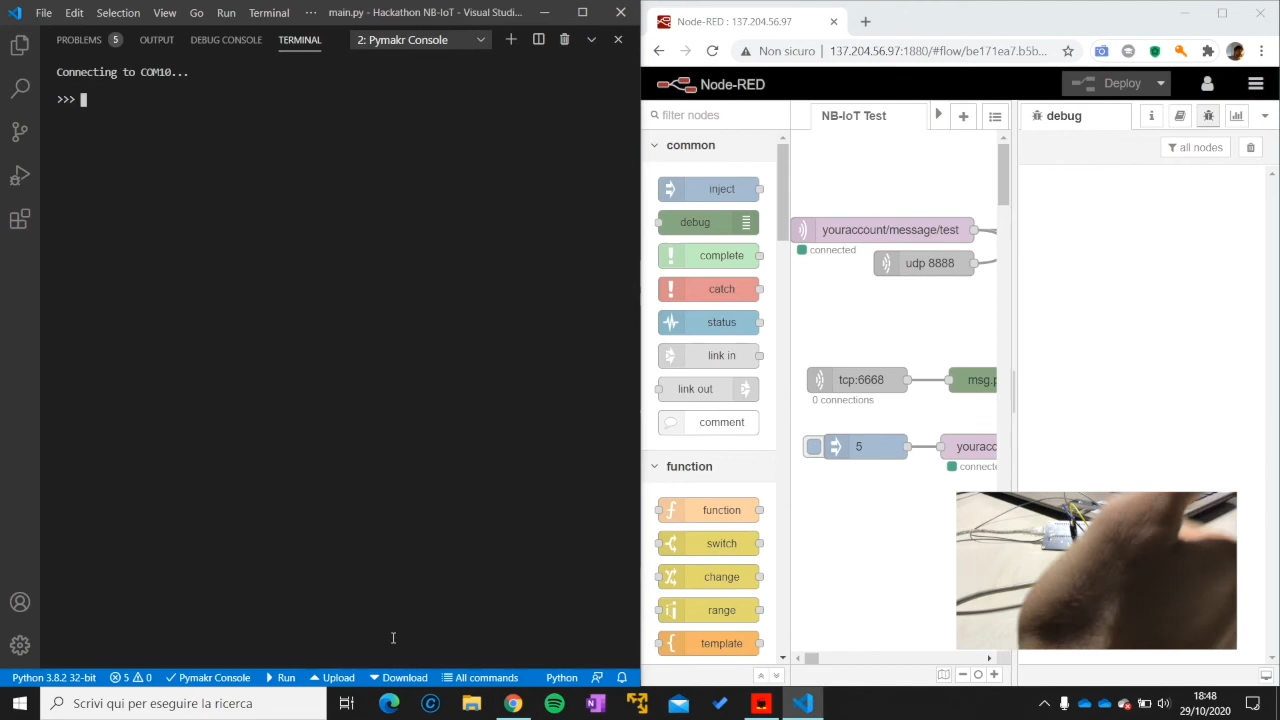 File Edit Selection View Go Run Terminal ··· main.py - Hackathon NB-IoT - Visual Studi...
PROBLEMS 5 OUTPUT DEBUG CONSOLE TERMINAL 2: Pymakr Console
Connecting to COM10...
>>>
Python 3.8.2 32-bit 5 0 Pymakr Console Run Upload Download All commands Python
Node-RED : 137.204.56.97
Non sicuro 137.204.56.97:1880/#flow/be171ea7.b5b...
Node-RED Deploy
filter nodes
common
inject
debug
complete
catch
status
link in
link out
comment
function
function
switch
change
range
template
NB-IoT Test
youraccount/message/test
connected
udp 8888
tcp:6668
0 connections
msg.p
5
youracc
connecte
debug
all nodes
Scrivi qui per eseguire la ricerca
18:48
29/10/2020